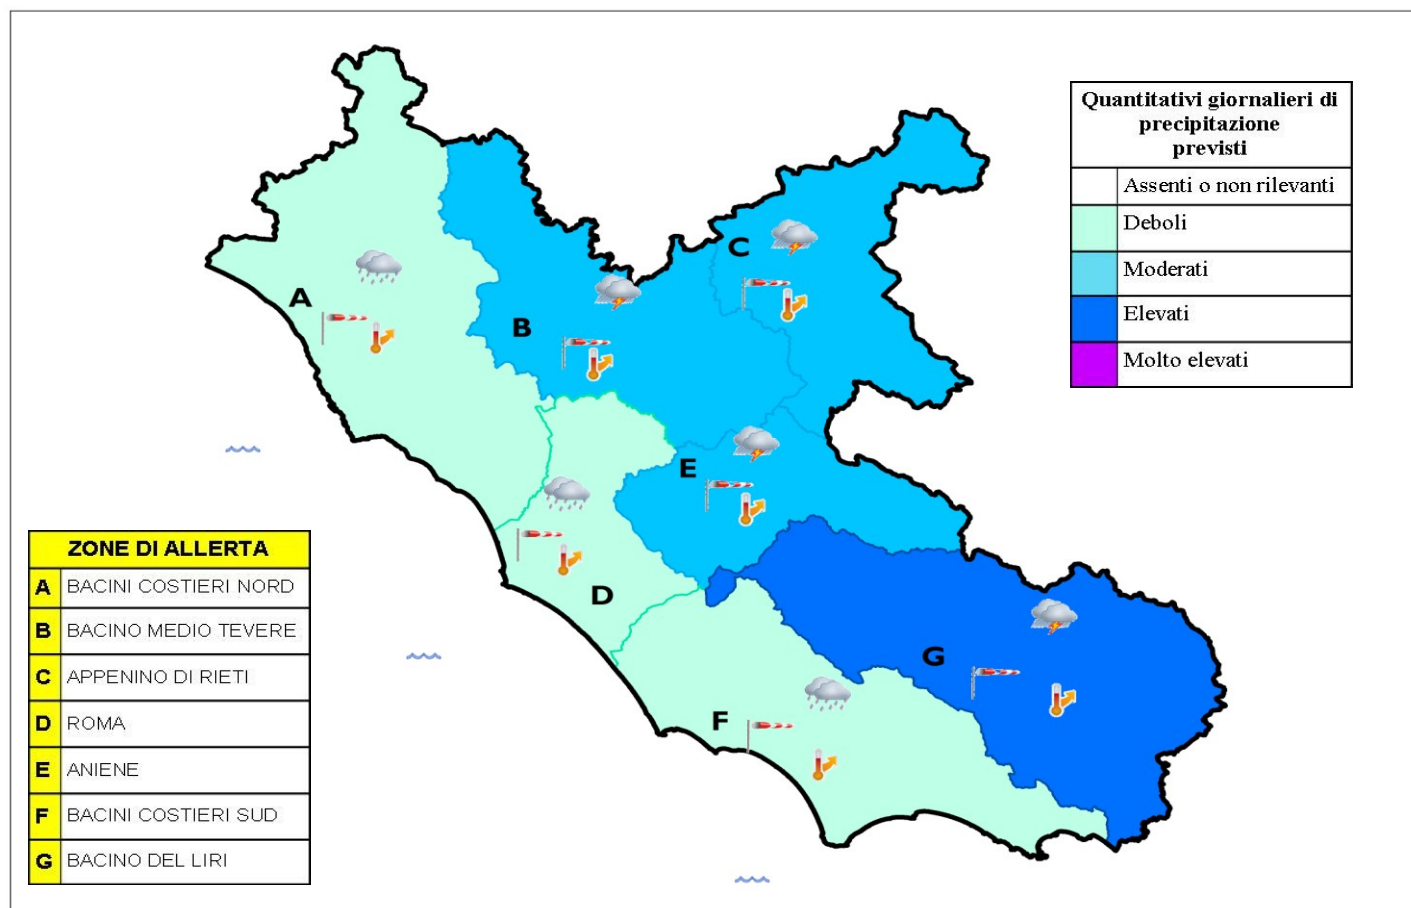 Quantitativi giornalieri di
precipitazione
previsti
Assenti o non rilevanti
Deboli
Moderati
Elevati
Molto elevati
A
B
C
D
E
F
G
ZONE DI ALLERTA
A BACINI COSTIERI NORD
B BACINO MEDIO TEVERE
C APPENINO DI RIETI
D ROMA
E ANIENE
F BACINI COSTIERI SUD
G BACINO DEL LIRI